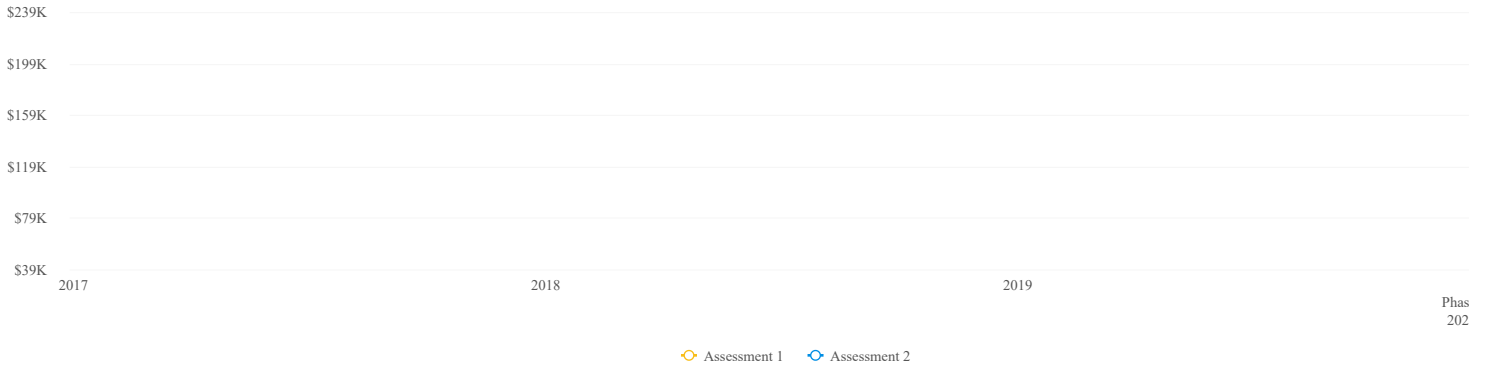 $239K
$199K
$159K
$119K
$79K
$39K
2017 2018 2019
Phas
202
Assessment 1 Assessment 2